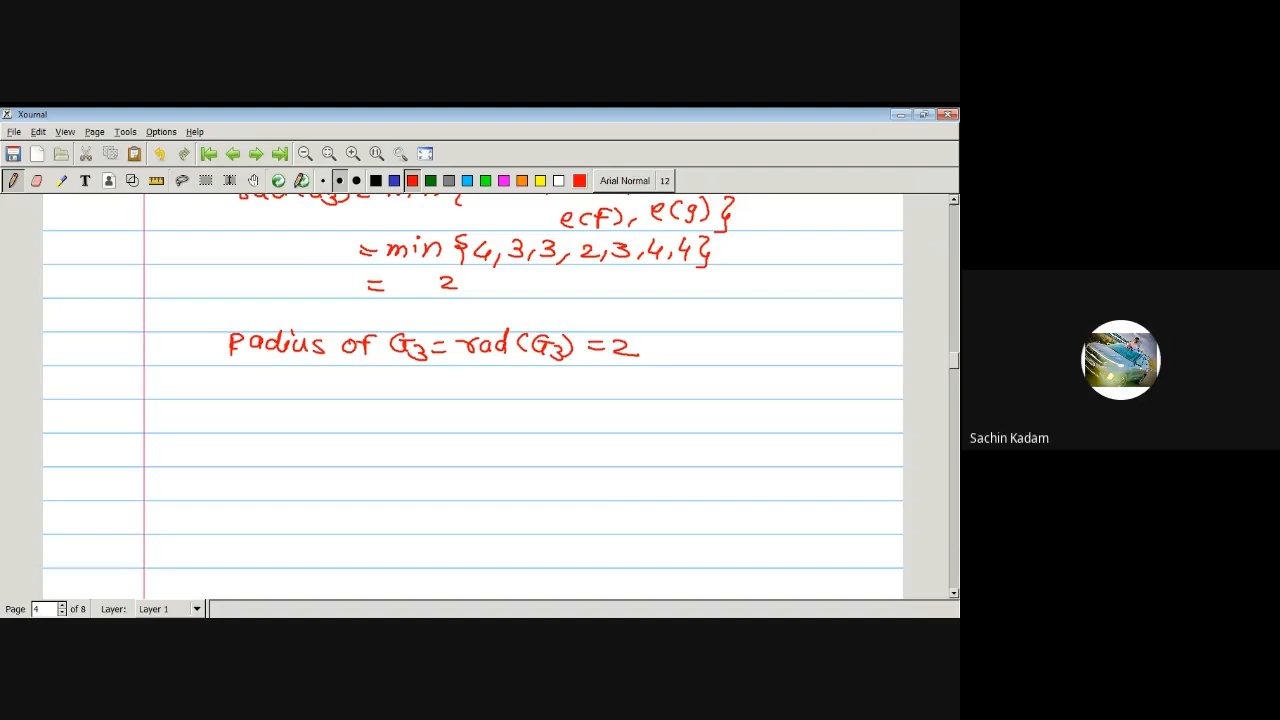 Xournal
File Edit View Page Tools Options Help
Arial Normal 12
e(f), e(g)}
= min {4,3,3,2,3,4,4}
= 2
Radius of G3 = rad(G3) = 2
Sachin Kadam
Page 4 of 8 Layer: Layer 1